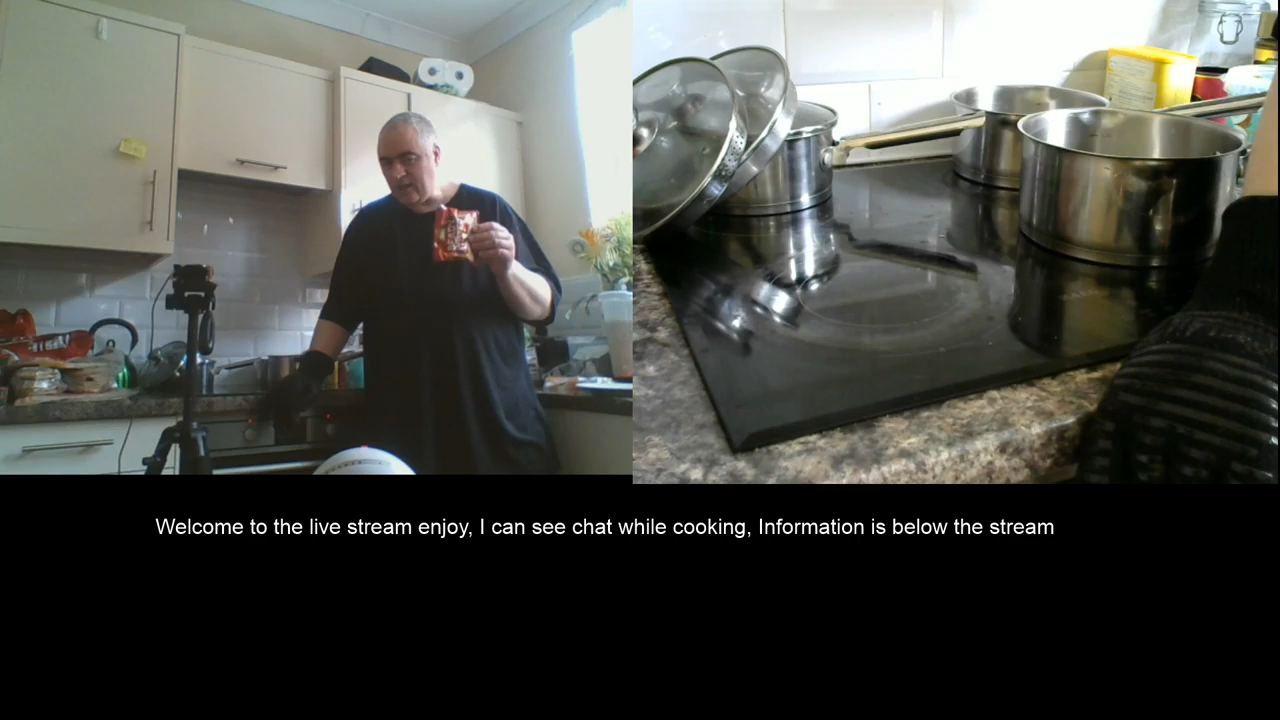 Welcome to the live stream enjoy, I can see chat while cooking, Information is below the stream